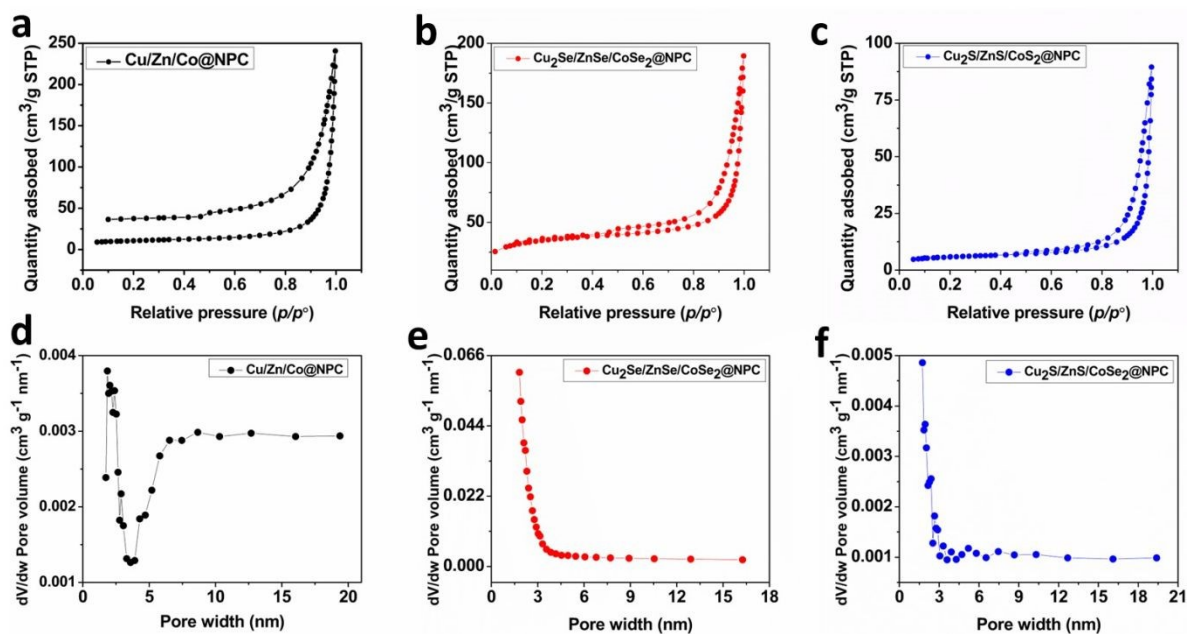 a
Cu/Zn/Co@NPC
Quantity adsobed (cm³/g STP)
250
200
150
100
50
0
0.0 0.2 0.4 0.6 0.8 1.0
Relative pressure (p/p°)
b
Cu₂Se/ZnSe/CoSe₂@NPC
Quantity adsobed (cm³/g STP)
200
150
100
50
0.0 0.2 0.4 0.6 0.8 1.0
Relative pressure (p/p°)
c
Cu₂S/ZnS/CoS₂@NPC
Quantity adsobed (cm³/g STP)
100
75
50
25
0
0.0 0.2 0.4 0.6 0.8 1.0
Relative pressure (p/p°)
d
Cu/Zn/Co@NPC
dV/dw Pore volume (cm³ g⁻¹ nm⁻¹)
0.004
0.003
0.002
0.001
0 5 10 15 20
Pore width (nm)
e
Cu₂Se/ZnSe/CoSe₂@NPC
dV/dw Pore volume (cm³ g⁻¹ nm⁻¹)
0.066
0.044
0.022
0.000
0 3 6 9 12 15 18
Pore width (nm)
f
Cu₂S/ZnS/CoSe₂@NPC
dV/dw Pore volume (cm³ g⁻¹ nm⁻¹)
0.005
0.004
0.003
0.002
0.001
0 3 6 9 12 15 18 21
Pore width (nm)